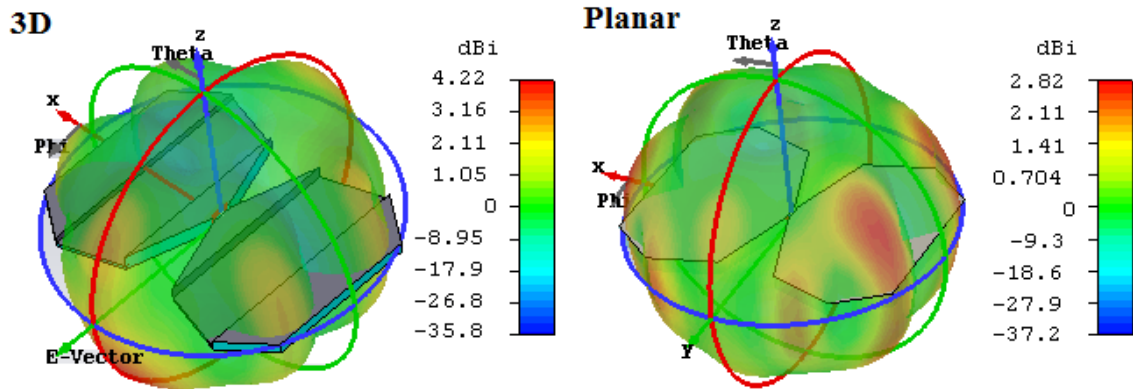 3D
z
Theta
x
Phi
E-Vector
dBi
4.22
3.16
2.11
1.05
0
-8.95
-17.9
-26.8
-35.8
Planar
z
Theta
x
y
dBi
2.82
2.11
1.41
0.704
0
-9.3
-18.6
-27.9
-37.2